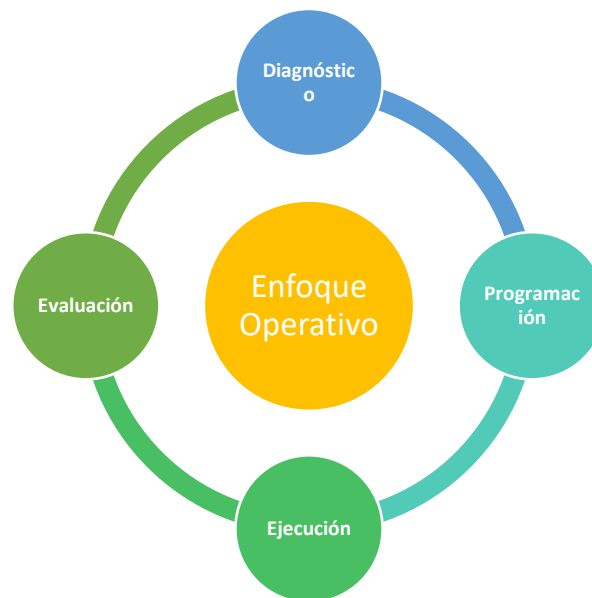 Diagnóstic
o
Programac
ión
Enfoque
Operativo
Evaluación
Ejecución